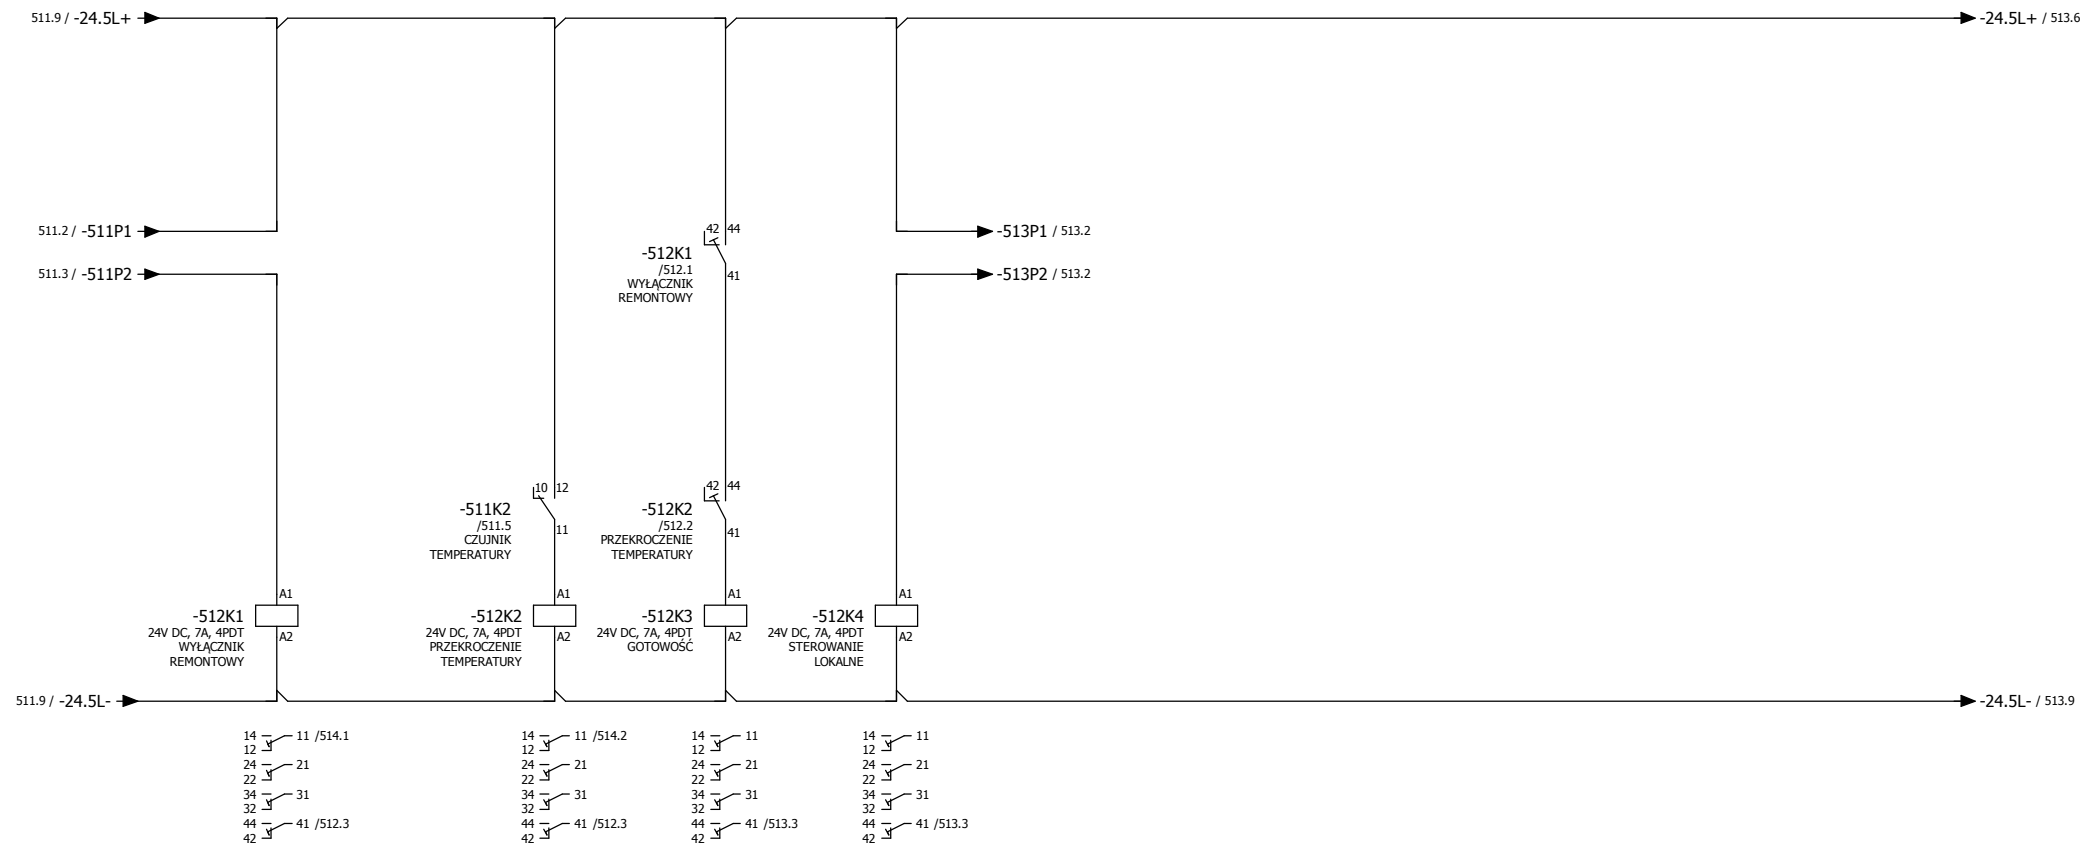 511.9 / -24.5L+
-24.5L+ / 513.6
511.2 / -511P1
-513P1 / 513.2
511.3 / -511P2
-513P2 / 513.2
42 44
-512K1
/512.1
WYŁĄCZNIK
REMONTOWY
41
10 12
-511K2
/511.5
CZUJNIK
TEMPERATURY
11
42 44
-512K2
/512.2
PRZEKROCZENIE
TEMPERATURY
41
A1
-512K1
24V DC, 7A, 4PDT
WYŁĄCZNIK
REMONTOWY
A2
A1
-512K2
24V DC, 7A, 4PDT
PRZEKROCZENIE
TEMPERATURY
A2
A1
-512K3
24V DC, 7A, 4PDT
GOTOWOŚĆ
A2
A1
-512K4
24V DC, 7A, 4PDT
STEROWANIE
LOKALNE
A2
511.9 / -24.5L-
-24.5L- / 513.9
14 11 /514.1
12
24 21
22
34 31
32
44 41 /512.3
42
14 11 /514.2
12
24 21
22
34 31
32
44 41 /512.3
42
14 11
12
24 21
22
34 31
32
44 41 /513.3
42
14 11
12
24 21
22
34 31
32
44 41 /513.3
42